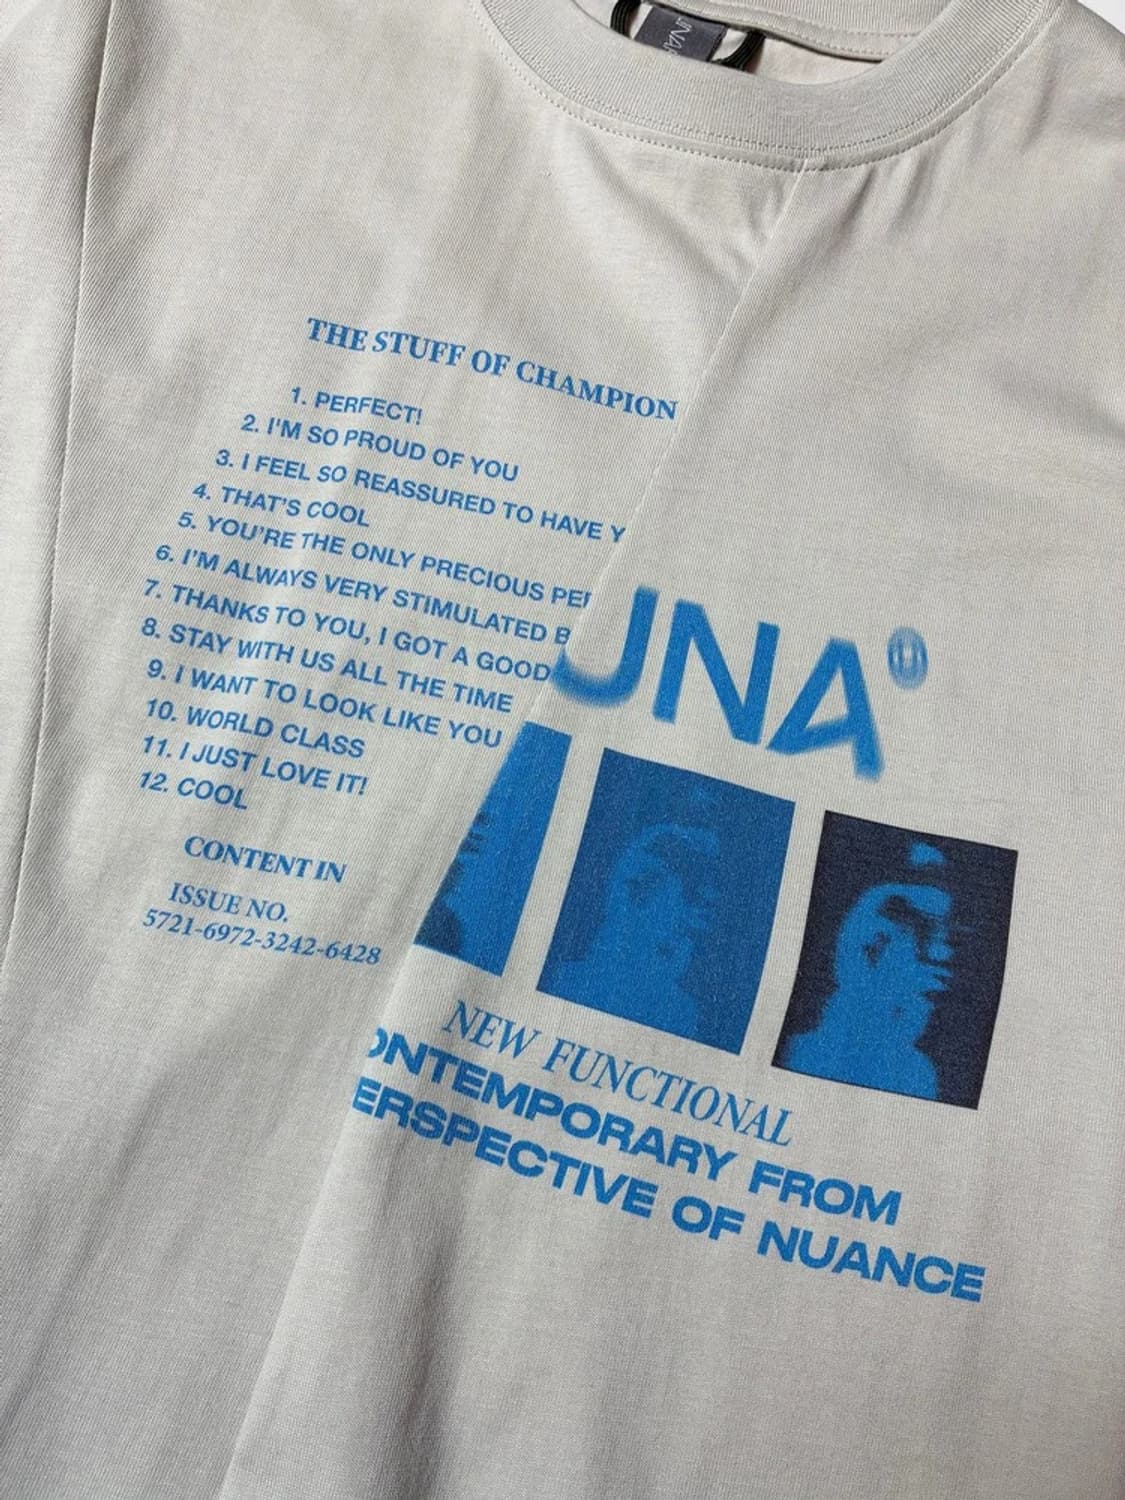 THE STUFF OF CHAMPION
1. PERFECT!
2. I'M SO PROUD OF YOU
3. I FEEL SO REASSURED TO HAVE Y
4. THAT'S COOL
5. YOU'RE THE ONLY PRECIOUS PE
6. I'M ALWAYS VERY STIMULATED B
7. THANKS TO YOU, I GOT A GOOD
8. STAY WITH US ALL THE TIME
9. I WANT TO LOOK LIKE YOU
10. WORLD CLASS
11. I JUST LOVE IT!
12. COOL
CONTENT IN
ISSUE NO.
5721-6972-3242-6428
UNA
NEW FUNCTIONAL
ONTEMPORARY FROM
ERSPECTIVE OF NUANCE